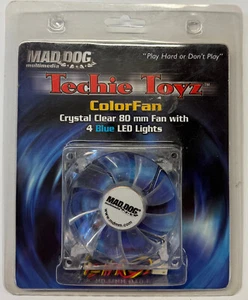 MAD DOG
multimedia
"Play Hard or Don't Play"
Techie Toyz
ColorFan
Crystal Clear 80 mm Fan with
4 Blue LED Lights
MAD DOG